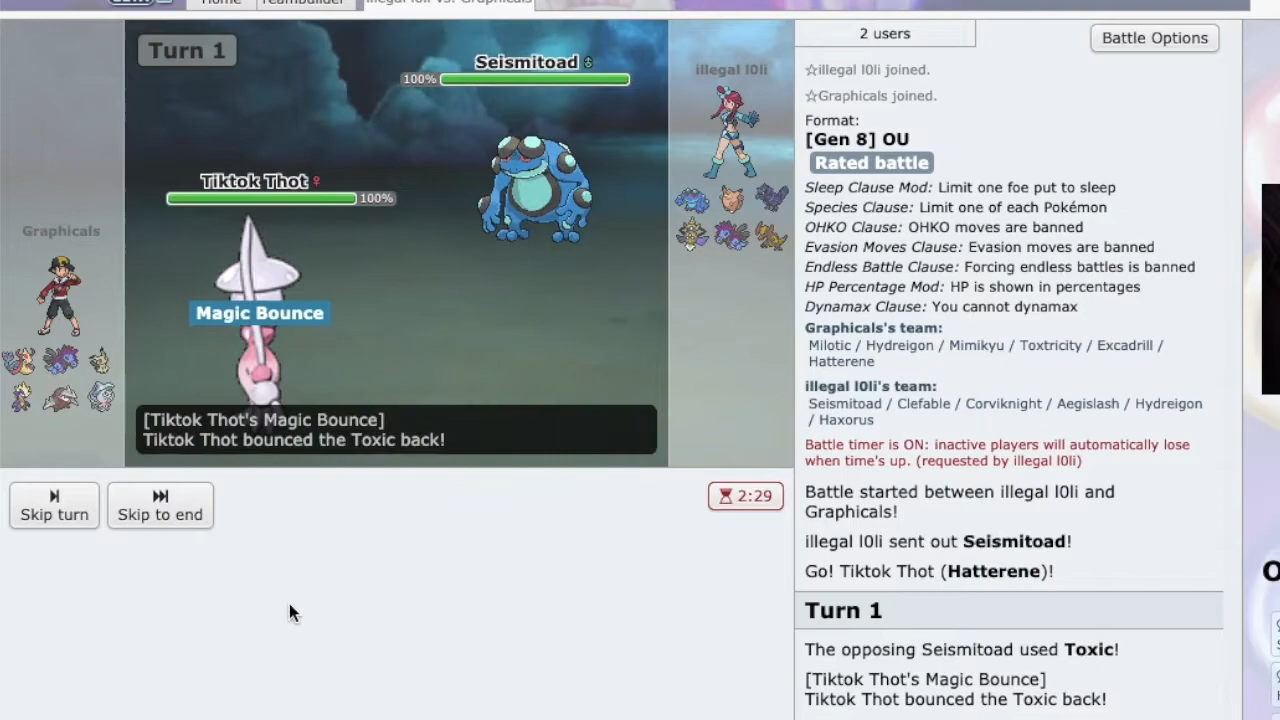 Home
Teambuilder
illegal l0li vs. Graphicals
Turn 1
Seismitoad
100%
Tiktok Thot ♀
100%
Magic Bounce
[Tiktok Thot's Magic Bounce]
Tiktok Thot bounced the Toxic back!
Graphicals
illegal l0li
Skip turn
Skip to end
2:29
2 users
Battle Options
☆illegal l0li joined.
☆Graphicals joined.
Format:
[Gen 8] OU
Rated battle
Sleep Clause Mod: Limit one foe put to sleep
Species Clause: Limit one of each Pokémon
OHKO Clause: OHKO moves are banned
Evasion Moves Clause: Evasion moves are banned
Endless Battle Clause: Forcing endless battles is banned
HP Percentage Mod: HP is shown in percentages
Dynamax Clause: You cannot dynamax
Graphicals's team:
Milotic / Hydreigon / Mimikyu / Toxtricity / Excadrill /
Hatterene
illegal l0li's team:
Seismitoad / Clefable / Corviknight / Aegislash / Hydreigon
/ Haxorus
Battle timer is ON: inactive players will automatically lose
when time's up. (requested by illegal l0li)
Battle started between illegal l0li and
Graphicals!
illegal l0li sent out Seismitoad!
Go! Tiktok Thot (Hatterene)!
Turn 1
The opposing Seismitoad used Toxic!
[Tiktok Thot's Magic Bounce]
Tiktok Thot bounced the Toxic back!